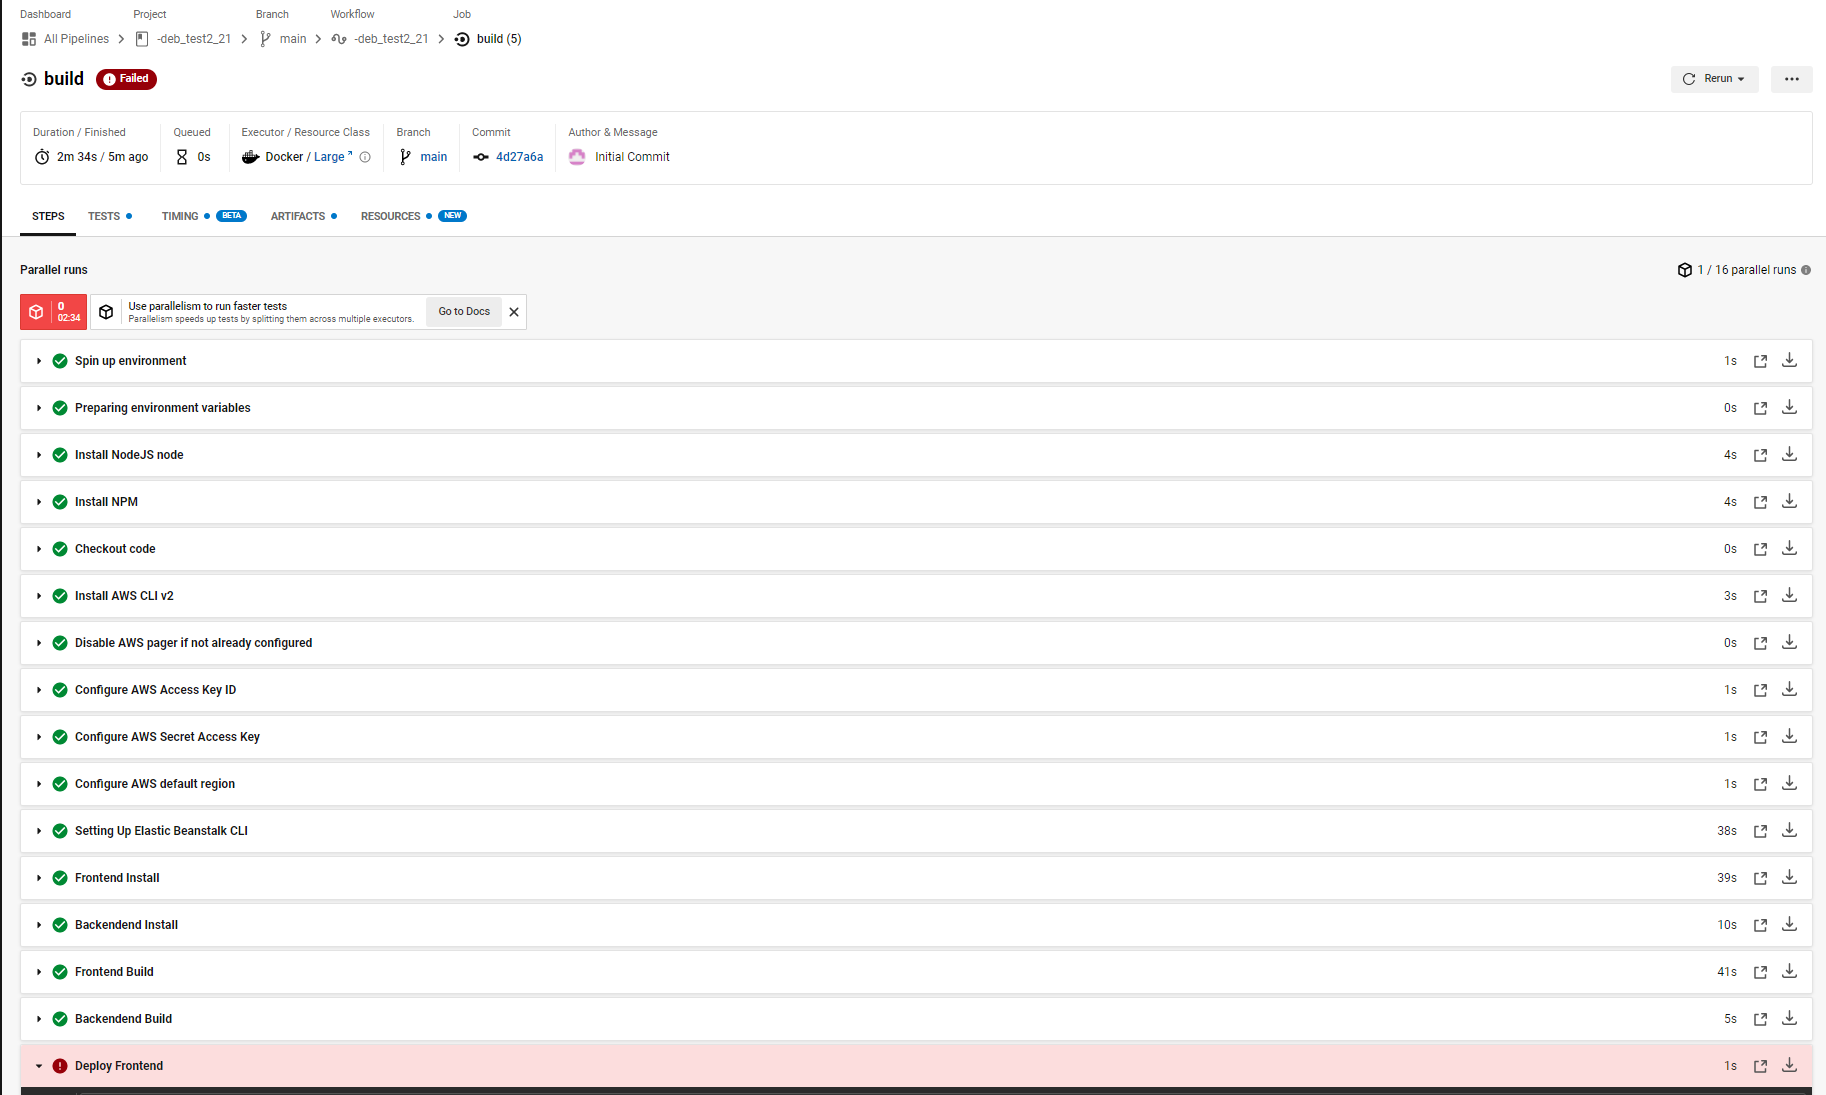 Dashboard Project Branch Workflow Job
All Pipelines -deb_test2_21 main -deb_test2_21 build (5)
build Failed Rerun
Duration / Finished Queued Executor / Resource Class Branch Commit Author & Message
2m 34s / 5m ago 0s Docker / Large main 4d27a6a Initial Commit
STEPS TESTS TIMING BETA ARTIFACTS RESOURCES NEW
Parallel runs 1 / 16 parallel runs
0
02:34
Use parallelism to run faster tests
Parallelism speeds up tests by splitting them across multiple executors.
Go to Docs
Spin up environment 1s
Preparing environment variables 0s
Install NodeJS node 4s
Install NPM 4s
Checkout code 0s
Install AWS CLI v2 3s
Disable AWS pager if not already configured 0s
Configure AWS Access Key ID 1s
Configure AWS Secret Access Key 1s
Configure AWS default region 1s
Setting Up Elastic Beanstalk CLI 38s
Frontend Install 39s
Backendend Install 10s
Frontend Build 41s
Backendend Build 5s
Deploy Frontend 1s